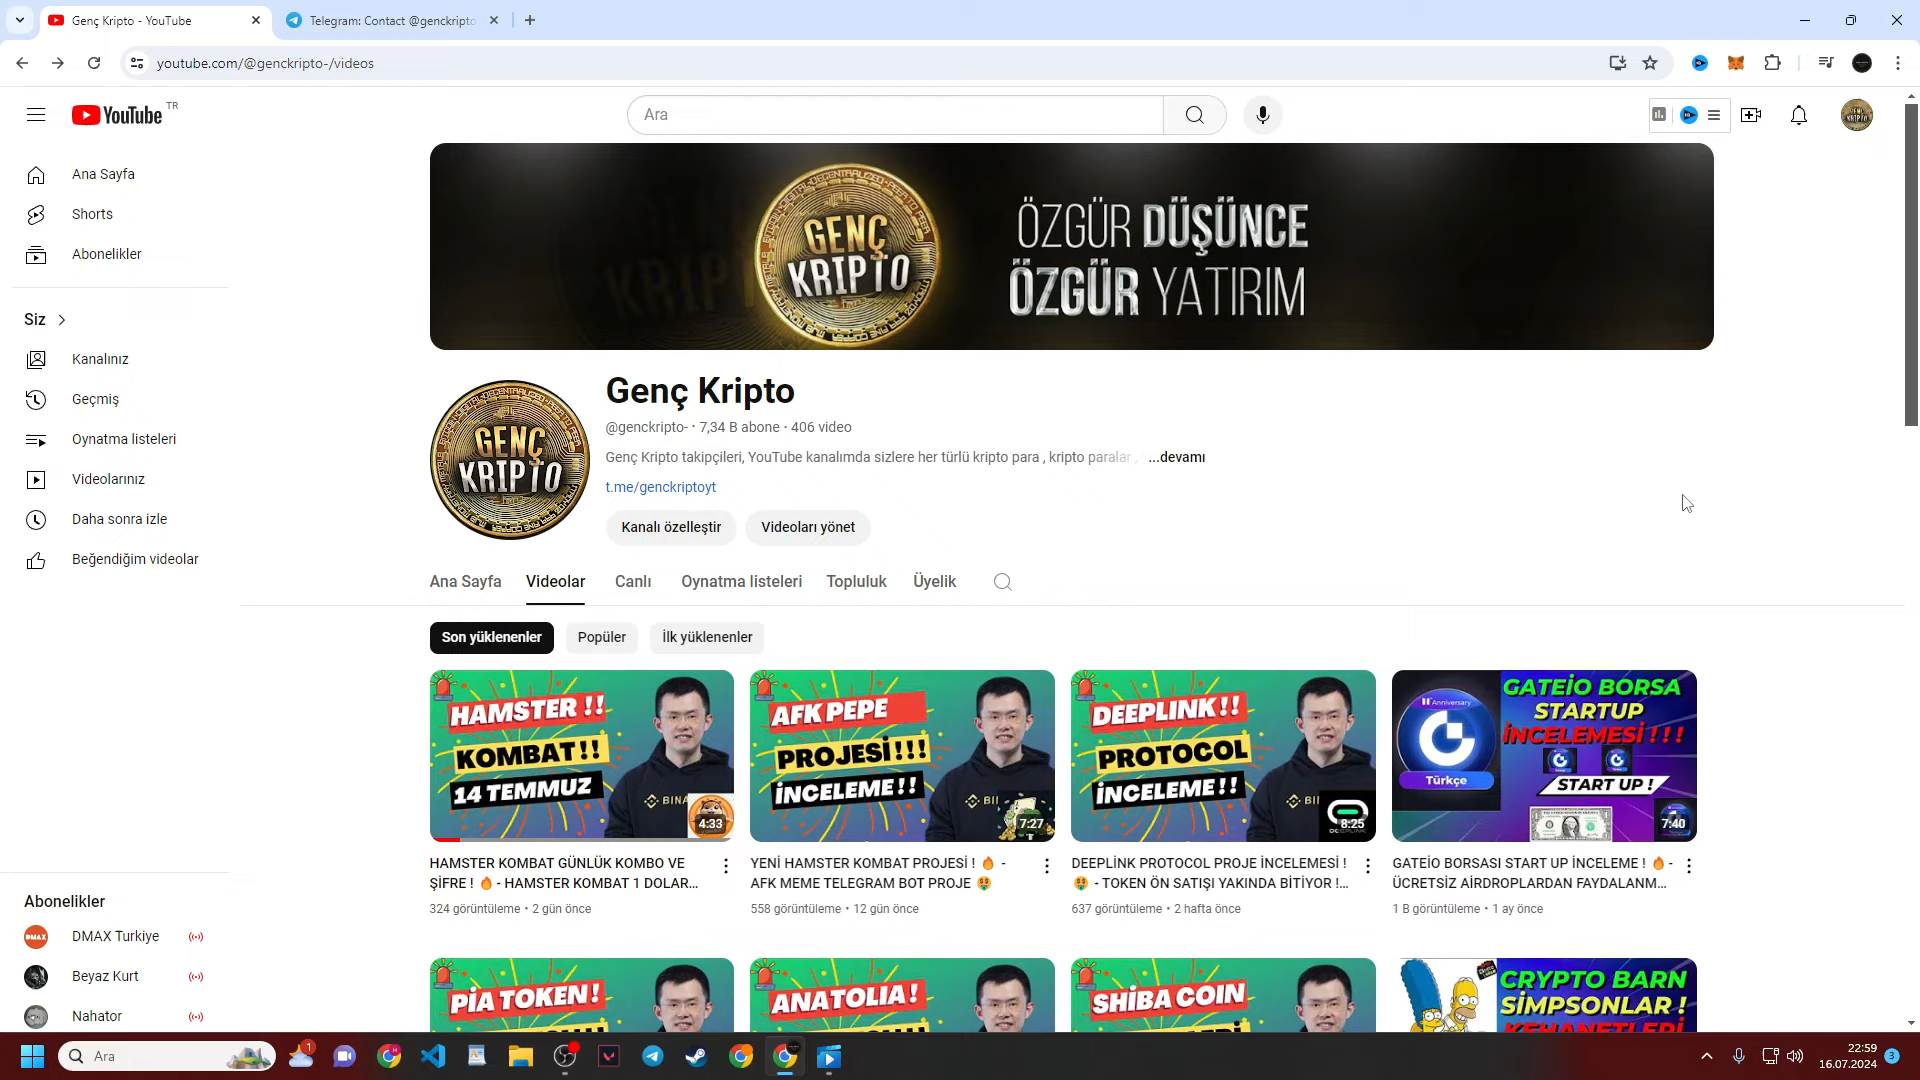 Genç Kripto - YouTube
Telegram: Contact @genckripto
youtube.com/@genckripto-/videos
YouTube TR
Ara
Ana Sayfa
Shorts
Abonelikler
Siz
Kanalınız
Geçmiş
Oynatma listeleri
Videolarınız
Daha sonra izle
Beğendiğim videolar
Abonelikler
DMAX Turkiye
Beyaz Kurt
Nahator
GENÇ
KRIPTO
ÖZGÜR DÜŞÜNCE
ÖZGÜR YATIRIM
GENÇ
KRIPTO
Genç Kripto
@genckripto- • 7,34 B abone • 406 video
Genç Kripto takipçileri, YouTube kanalımda sizlere her türlü kripto para , kripto paralar , ...devamı
t.me/genckriptoyt
Kanalı özelleştir
Videoları yönet
Ana Sayfa
Videolar
Canlı
Oynatma listeleri
Topluluk
Üyelik
Son yüklenenler
Popüler
İlk yüklenenler
HAMSTER !!
KOMBAT!!
14 TEMMUZ
4:33
HAMSTER KOMBAT GÜNLÜK KOMBO VE
ŞİFRE ! 🔥 - HAMSTER KOMBAT 1 DOLAR...
324 görüntüleme • 2 gün önce
AFK PEPE
PROJESİ!!!
İNCELEME!!
7:27
YENİ HAMSTER KOMBAT PROJESİ ! 🔥 -
AFK MEME TELEGRAM BOT PROJE 🤑
558 görüntüleme • 12 gün önce
DEEPLİNK!!
PROTOCOL
İNCELEME!!
8:25
DEEPLİNK PROTOCOL PROJE İNCELEMESİ !
🤑 - TOKEN ÖN SATIŞI YAKINDA BİTİYOR !...
637 görüntüleme • 2 hafta önce
Anniversary
Türkçe
GATEİO BORSA
STARTUP
İNCELEMESİ !!!
START UP !
7:40
GATEİO BORSASI START UP İNCELEME ! 🔥 -
ÜCRETSİZ AİRDROPLARDAN FAYDALANM...
1 B görüntüleme • 1 ay önce
PİA TOKEN!
ANATOLIA!
SHİBA COIN
CRYPTO BARN
SİMPSONLAR !
KEHANETLERİ
Ara
1
22:59
16.07.2024
3